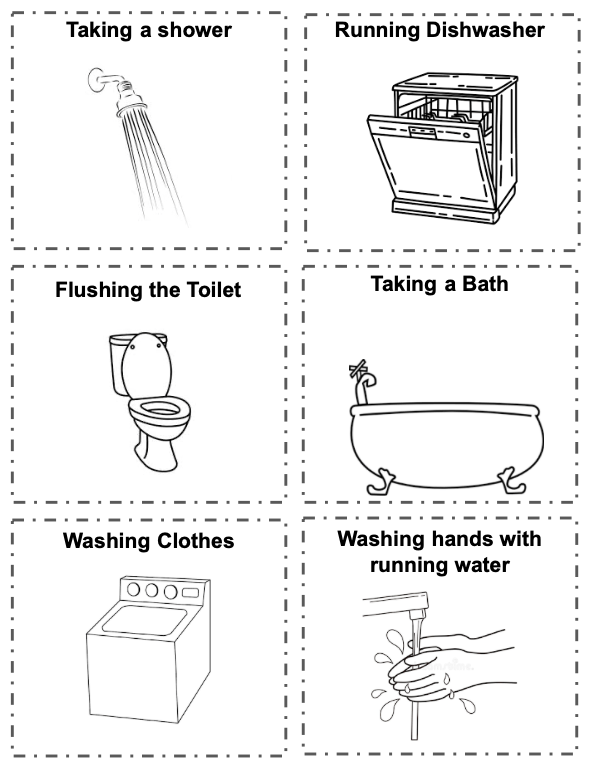 Taking a shower
Running Dishwasher
Flushing the Toilet
Taking a Bath
Washing Clothes
Washing hands with
running water